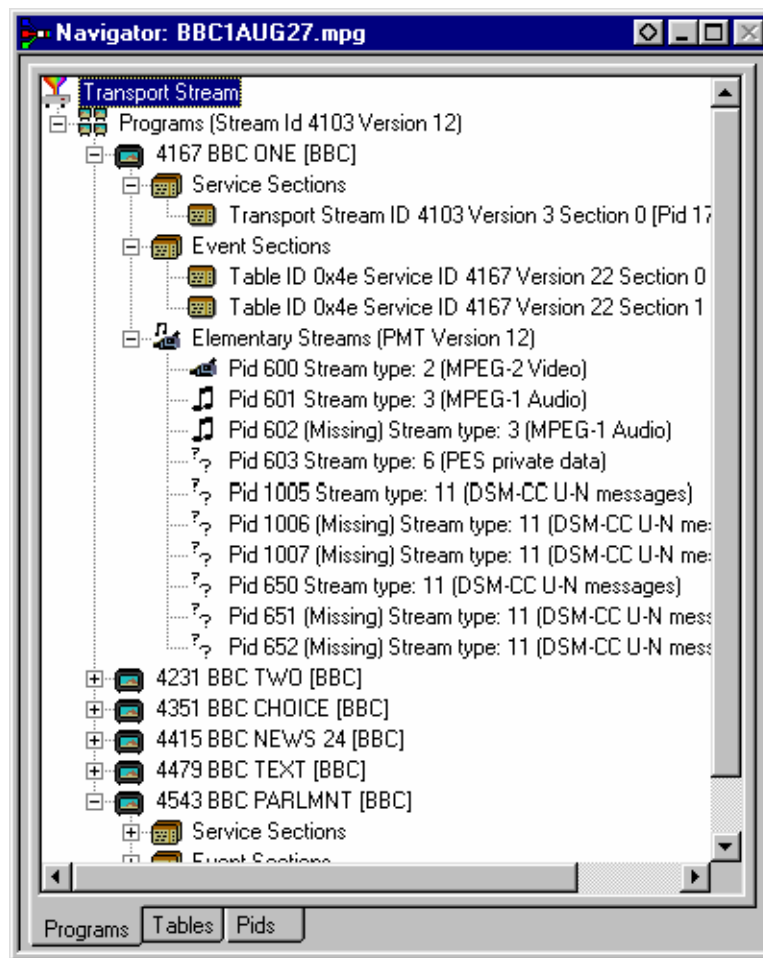 Navigator: BBC1AUG27.mpg
Transport Stream
Programs (Stream Id 4103 Version 12)
4167 BBC ONE [BBC]
Service Sections
Transport Stream ID 4103 Version 3 Section 0 [Pid 17
Event Sections
Table ID 0x4e Service ID 4167 Version 22 Section 0
Table ID 0x4e Service ID 4167 Version 22 Section 1
Elementary Streams (PMT Version 12)
Pid 600 Stream type: 2 (MPEG-2 Video)
Pid 601 Stream type: 3 (MPEG-1 Audio)
Pid 602 (Missing) Stream type: 3 (MPEG-1 Audio)
Pid 603 Stream type: 6 (PES private data)
Pid 1005 Stream type: 11 (DSM-CC U-N messages)
Pid 1006 (Missing) Stream type: 11 (DSM-CC U-N me
Pid 1007 (Missing) Stream type: 11 (DSM-CC U-N me
Pid 650 Stream type: 11 (DSM-CC U-N messages)
Pid 651 (Missing) Stream type: 11 (DSM-CC U-N mess
Pid 652 (Missing) Stream type: 11 (DSM-CC U-N mess
4231 BBC TWO [BBC]
4351 BBC CHOICE [BBC]
4415 BBC NEWS 24 [BBC]
4479 BBC TEXT [BBC]
4543 BBC PARLMNT [BBC]
Service Sections
Event Sections
Programs Tables Pids